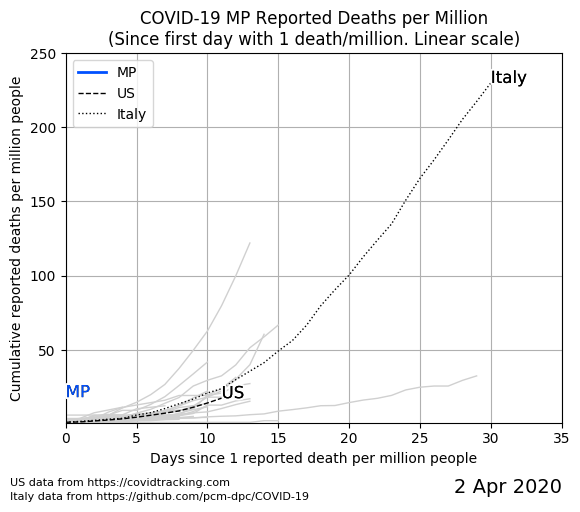 COVID-19 MP Reported Deaths per Million
(Since first day with 1 death/million. Linear scale)
Cumulative reported deaths per million people
250
200
150
100
50
MP
US
Italy
Italy
MP
US
0
5
10
15
20
25
30
35
Days since 1 reported death per million people
US data from https://covidtracking.com
Italy data from https://github.com/pcm-dpc/COVID-19
2 Apr 2020